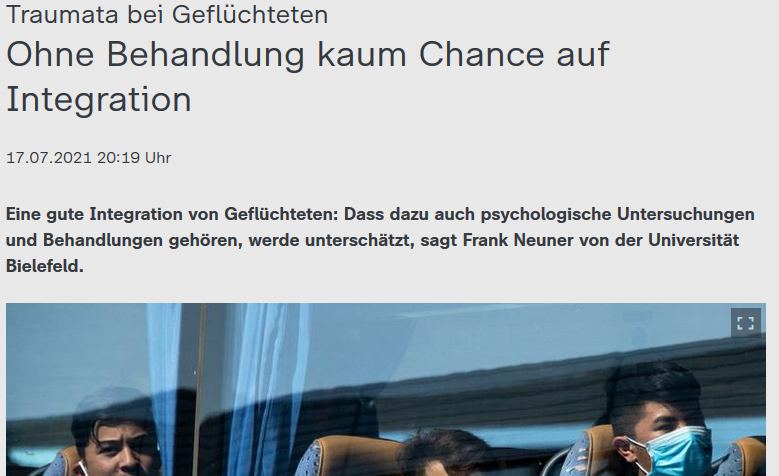 Traumata bei Geflüchteten
Ohne Behandlung kaum Chance auf
Integration
17.07.2021 20:19 Uhr
Eine gute Integration von Geflüchteten: Dass dazu auch psychologische Untersuchungen
und Behandlungen gehören, werde unterschätzt, sagt Frank Neuner von der Universität
Bielefeld.